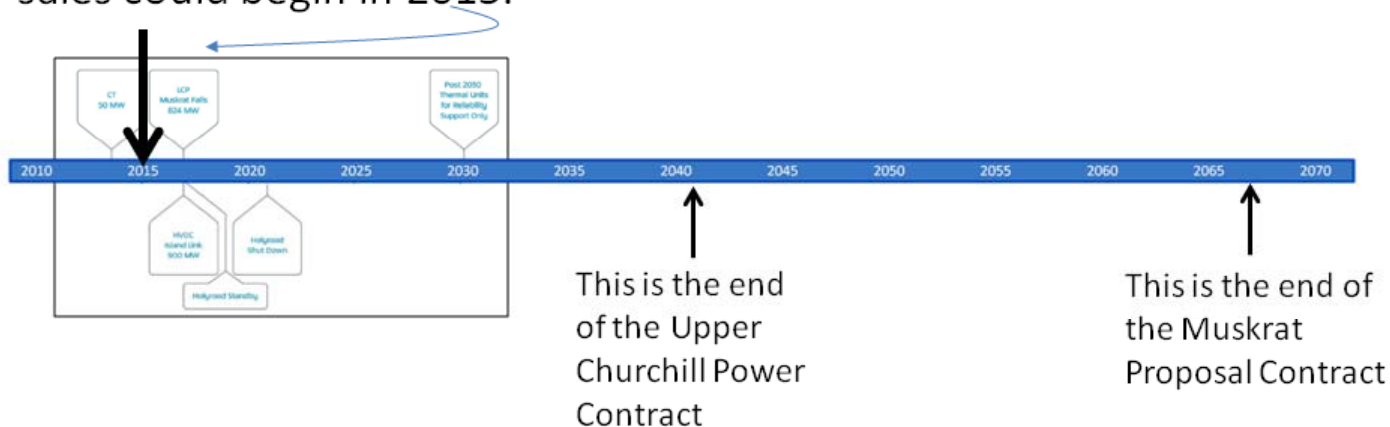 sales could begin in 2015.
CT
50 MW
LCP
Muskrat Falls
824 MW
Post 2030
Thermal Units
for Reliability
Support Only
2010 2015 2020 2025 2030 2035 2040 2045 2050 2055 2060 2065 2070
HVDC
Island Link
900 MW
Holyrood
Shut Down
Holyrood Standby
This is the end
of the Upper
Churchill Power
Contract
This is the end of
the Muskrat
Proposal Contract